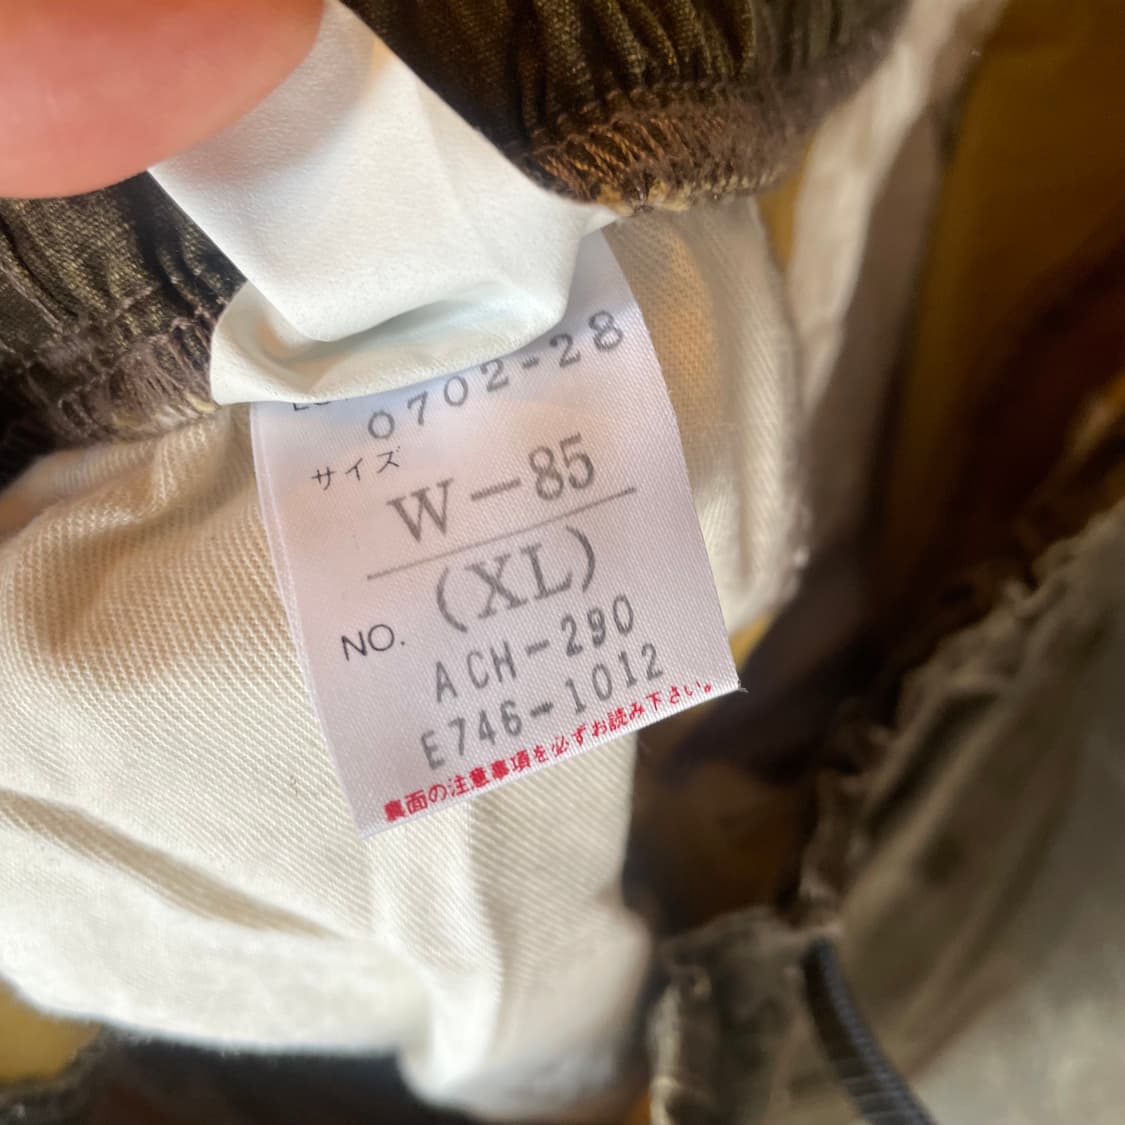 0702-28
サイズ
W-85
(XL)
NO.
ACH-290
E746-1012
裏面の注意事項を必ずお読み下さい。